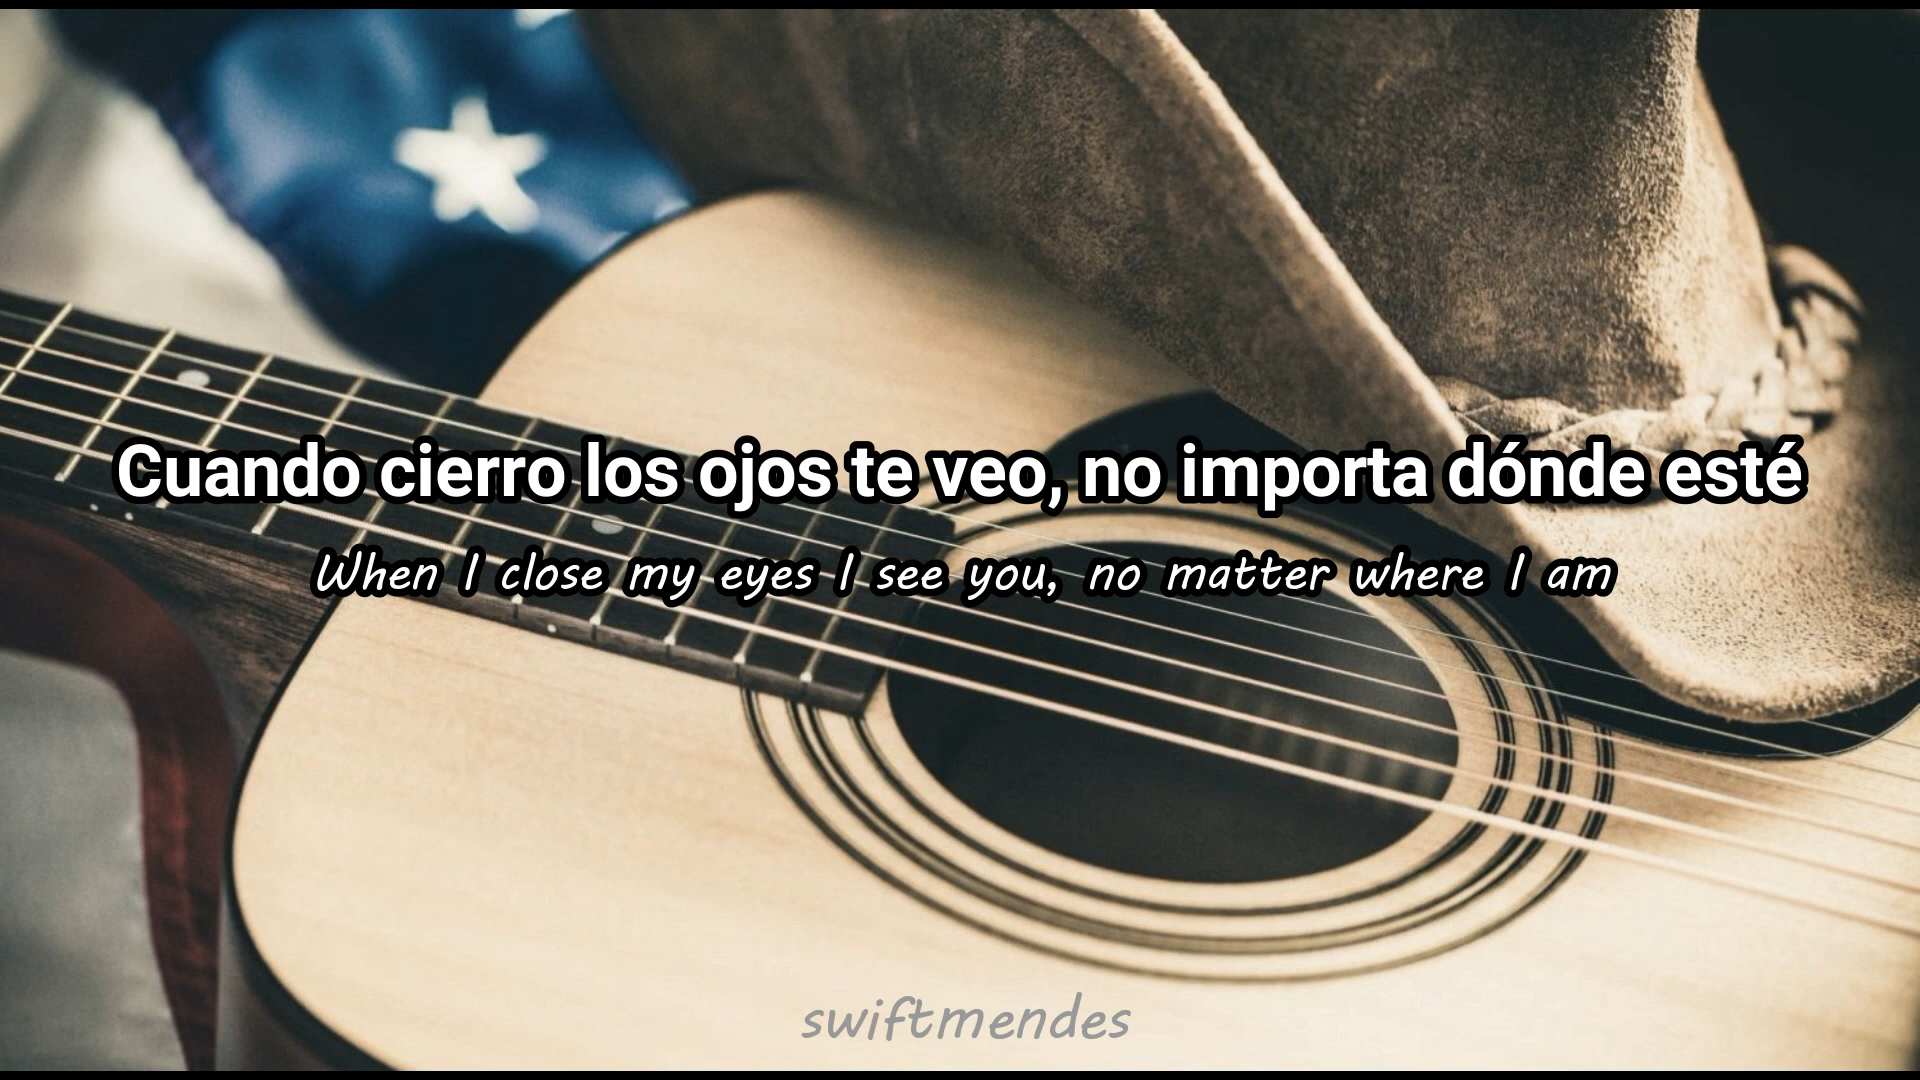 Cuando cierro los ojos te veo, no importa dónde esté
When I close my eyes I see you, no matter where I am
swiftmendes